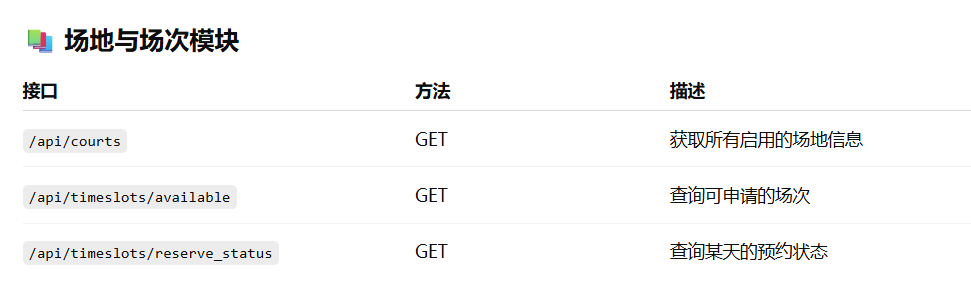 场地与场次模块
接口 方法 描述
/api/courts GET 获取所有启用的场地信息
/api/timeslots/available GET 查询可申请的场次
/api/timeslots/reserve_status GET 查询某天的预约状态